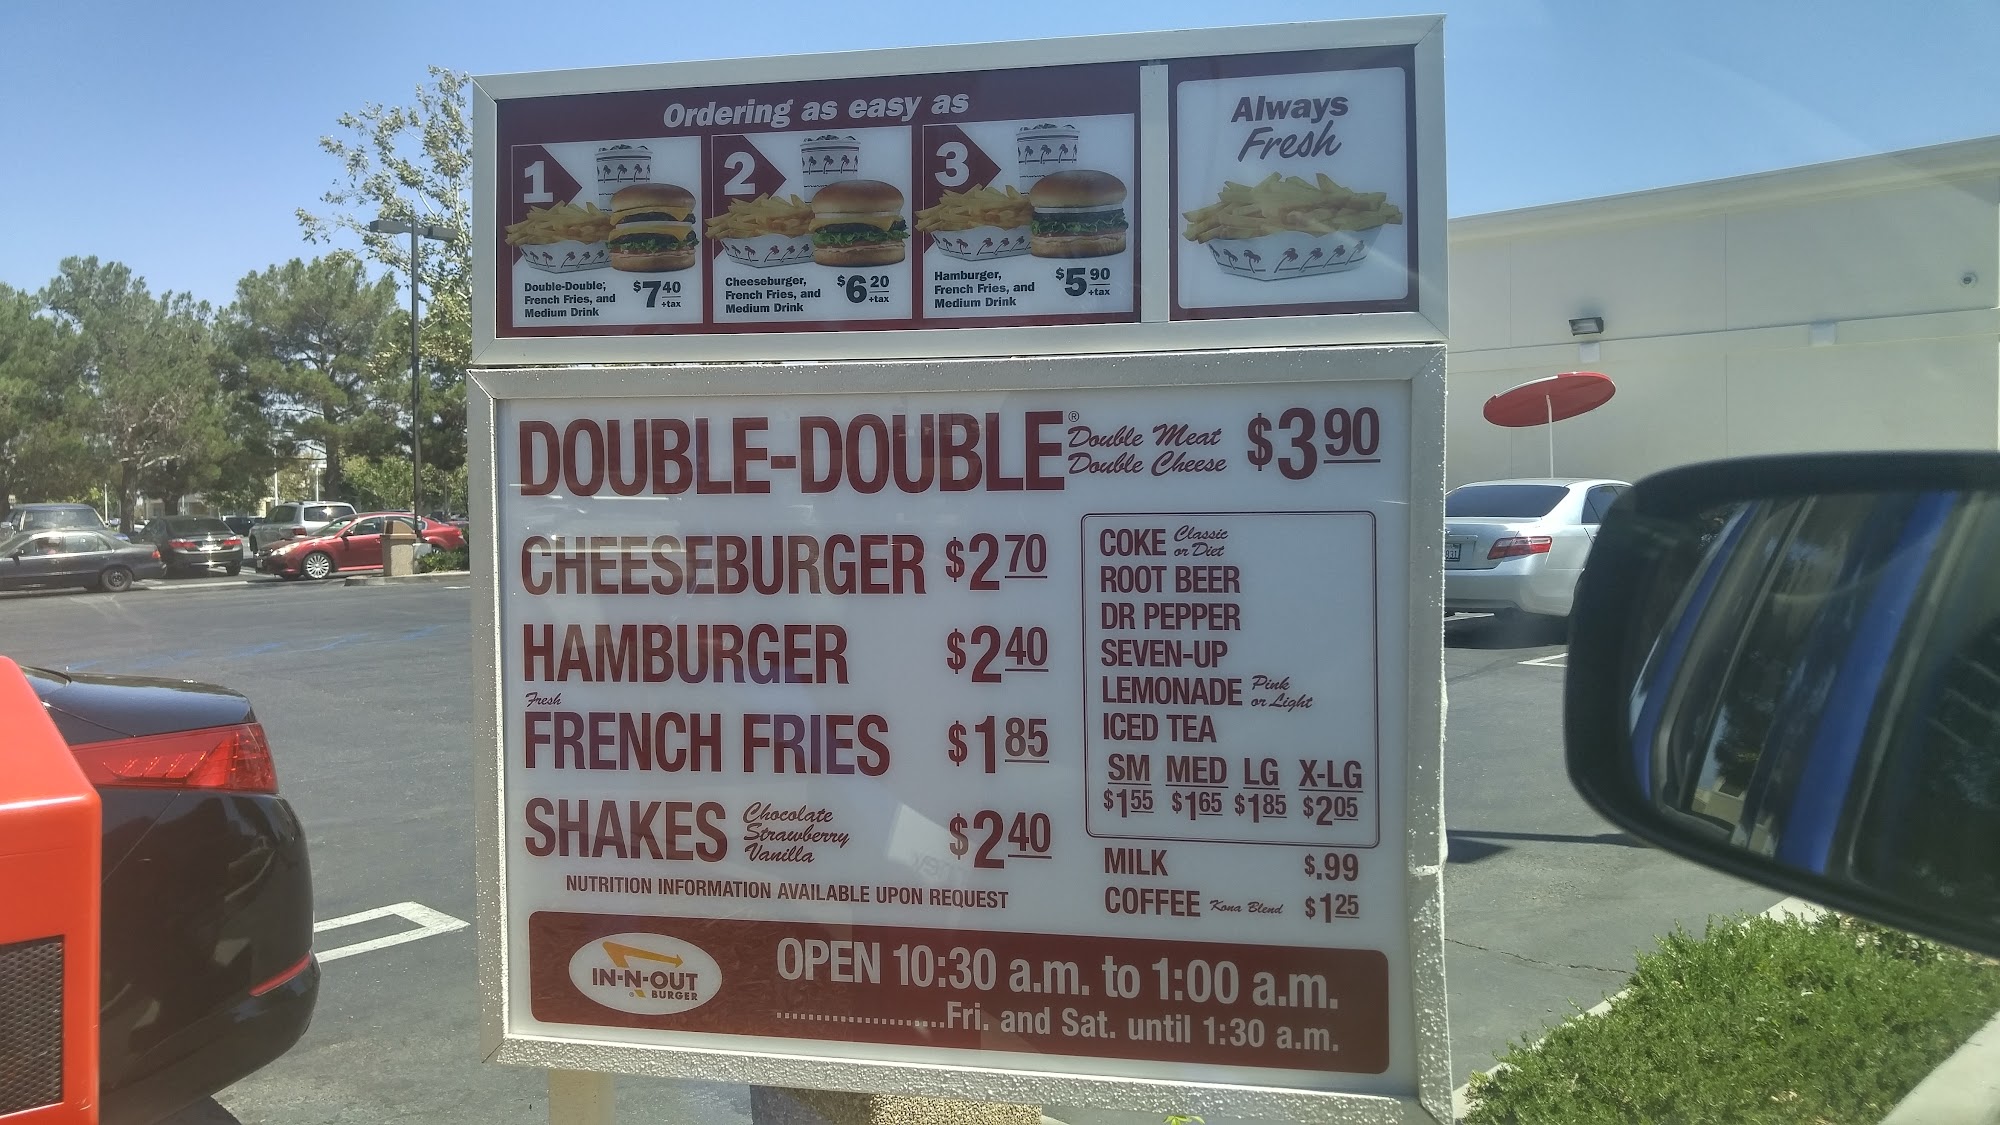 Ordering as easy as
1
Double-Double,
French Fries, and
Medium Drink
$7 40
+tax
2
Cheeseburger,
French Fries, and
Medium Drink
$6 20
+tax
3
Hamburger,
French Fries, and
Medium Drink
$5 90
+tax
Always
Fresh
DOUBLE-DOUBLE® Double Meat
Double Cheese
$3 90
CHEESEBURGER $2 70
HAMBURGER $2 40
Fresh
FRENCH FRIES $1 85
SHAKES Chocolate
Strawberry
Vanilla
$2 40
NUTRITION INFORMATION AVAILABLE UPON REQUEST
COKE Classic
or Diet
ROOT BEER
DR PEPPER
SEVEN-UP
LEMONADE Pink
or Light
ICED TEA
SM MED LG X-LG
$1 55 $1 65 $1 85 $2 05
MILK $.99
COFFEE Kona Blend $1 25
IN-N-OUT
BURGER
OPEN 10:30 a.m. to 1:00 a.m.
.....................Fri. and Sat. until 1:30 a.m.